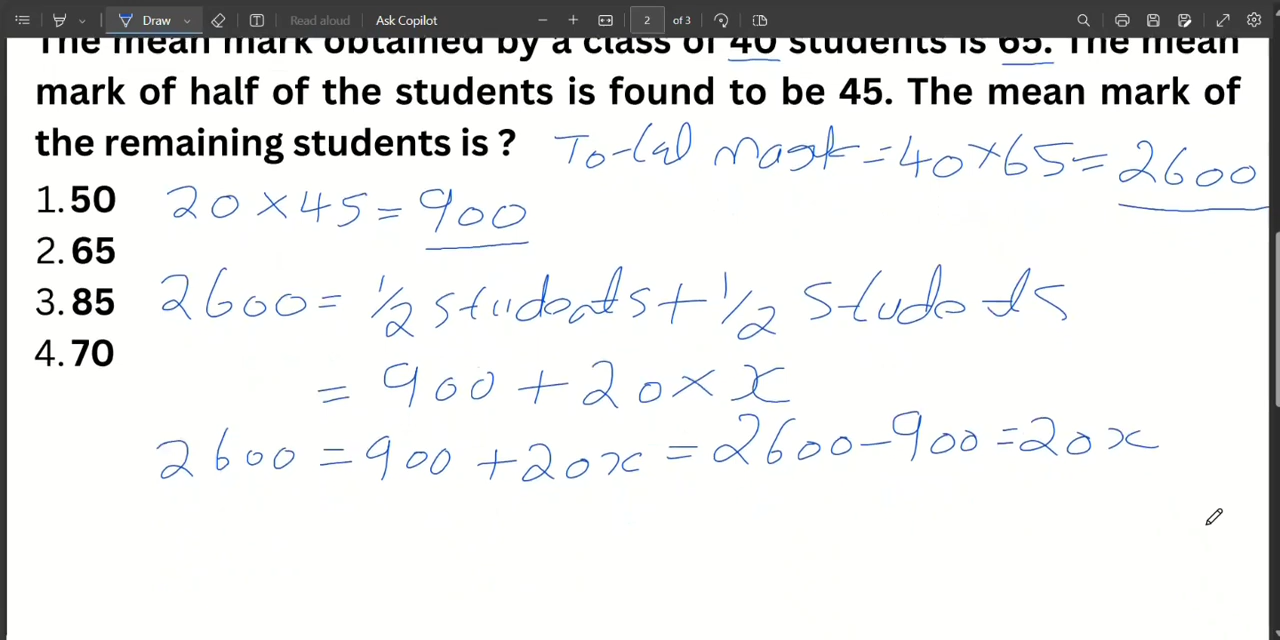 Draw Read aloud Ask Copilot 2 of 3
The mean mark obtained by a class of 40 students is 65. The mean
mark of half of the students is found to be 45. The mean mark of
the remaining students is ?
Total mark = 40 × 65 = 2600
1. 50
20 × 45 = 900
2. 65
3. 85
2600 = 1/2 students + 1/2 students
4. 70
= 900 + 20 × x
2600 = 900 + 20x = 2600 - 900 = 20x